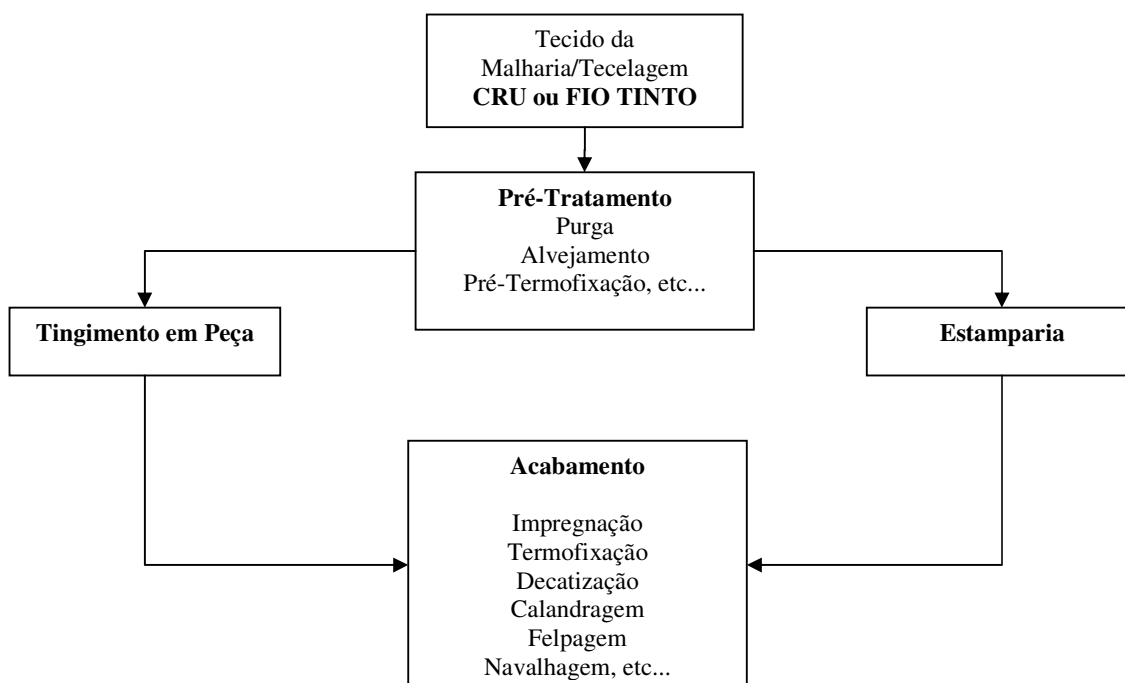 Tecido da
Malharia/Tecelagem
CRU ou FIO TINTO
Pré-Tratamento
Purga
Alvejamento
Pré-Termofixação, etc...
Tingimento em Peça
Estamparia
Acabamento
Impregnação
Termofixação
Decatização
Calandragem
Felpagem
Navalhagem, etc...